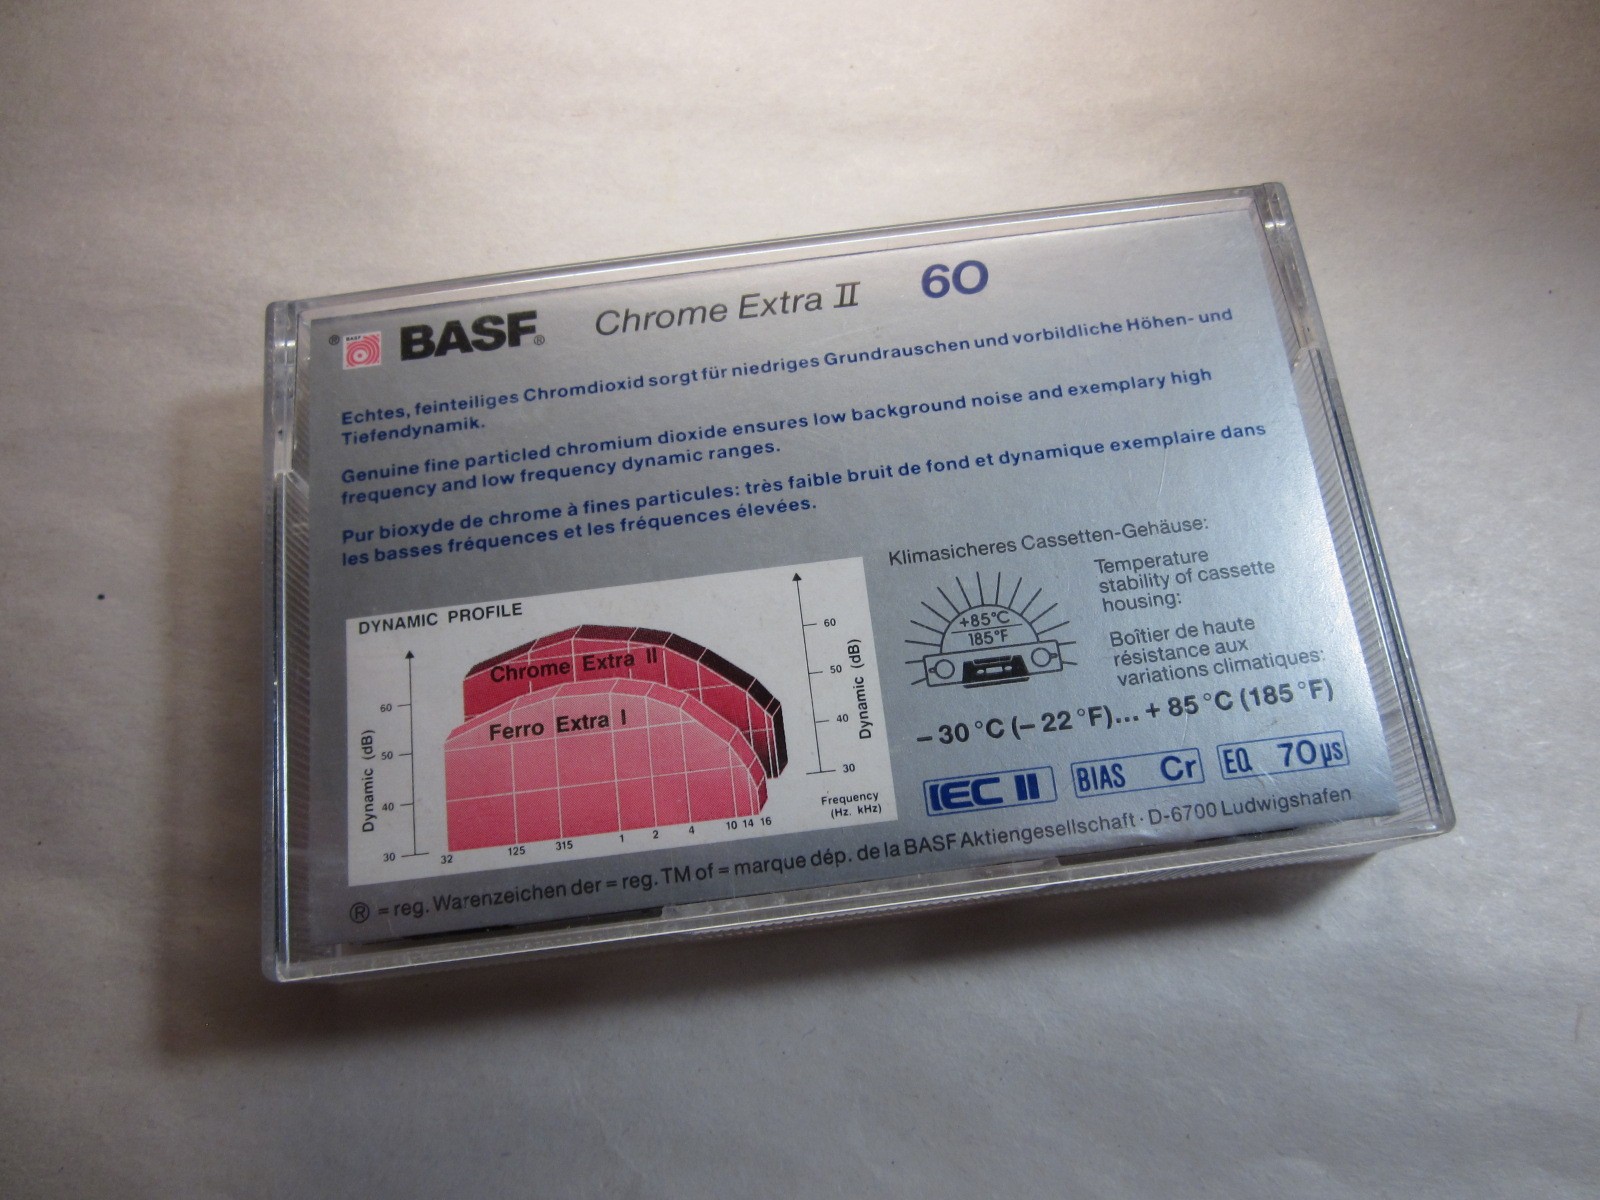 ® BASF BASF® Chrome Extra II 60
Echtes, feinteiliges Chromdioxid sorgt für niedriges Grundrauschen und vorbildliche Höhen- und
Tiefendynamik.
Genuine fine particled chromium dioxide ensures low background noise and exemplary high
frequency and low frequency dynamic ranges.
Pur bioxyde de chrome à fines particules: très faible bruit de fond et dynamique exemplaire dans
les basses fréquences et les fréquences élevées.
DYNAMIC PROFILE
Chrome Extra II
Ferro Extra I
Dynamic (dB)
60
50
40
30
60
50
40
30
Dynamic (dB)
32 125 315 1 2 4 10 14 16
Frequency
(Hz. kHz)
Klimasicheres Cassetten-Gehäuse:
Temperature
stability of cassette
housing:
Boîtier de haute
résistance aux
variations climatiques:
+85°C
185°F
– 30 °C (– 22 °F)... + 85 °C (185 °F)
IEC II BIAS Cr EQ 70 µs
® = reg. Warenzeichen der = reg. TM of = marque dép. de la BASF Aktiengesellschaft · D-6700 Ludwigshafen